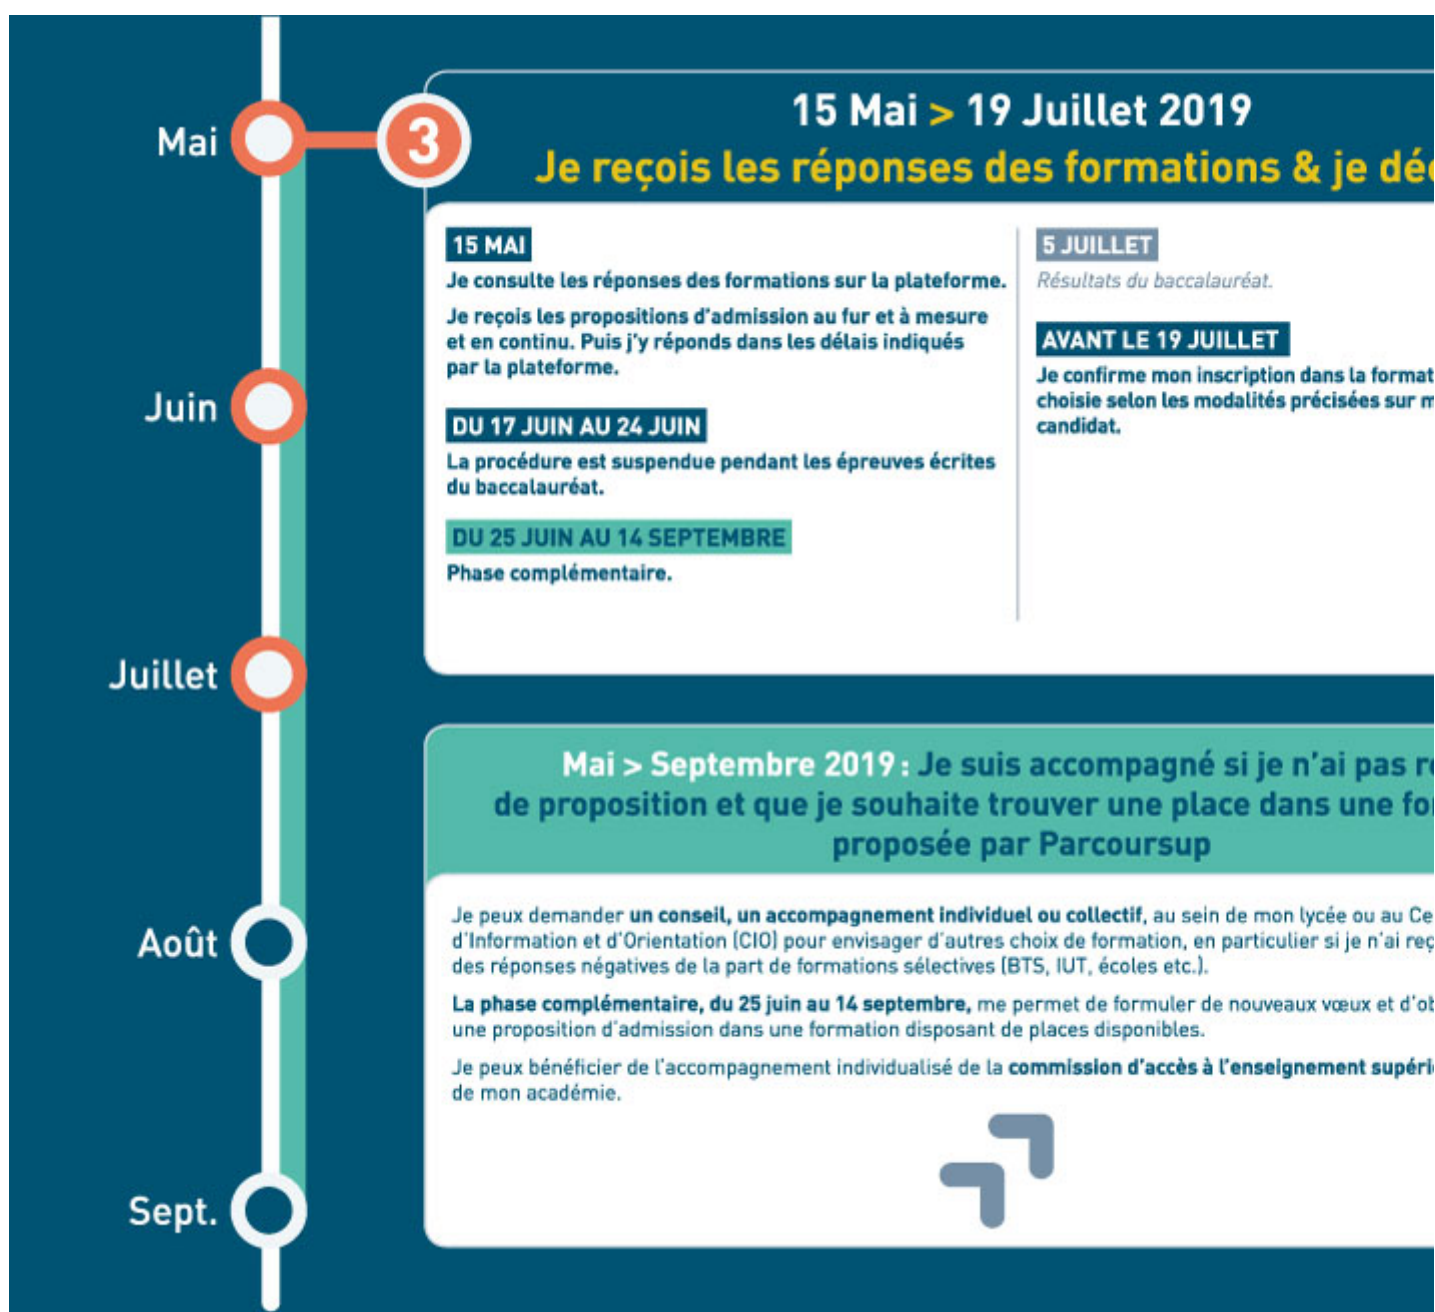 Mai
3
15 Mai > 19 Juillet 2019
Je reçois les réponses des formations & je
15 MAI
Je consulte les réponses des formations sur la plateforme.
Je reçois les propositions d'admission au fur et à mesure
et en continu. Puis j'y réponds dans les délais indiqués
par la plateforme.
DU 17 JUIN AU 24 JUIN
La procédure est suspendue pendant les épreuves écrites
du baccalauréat.
DU 25 JUIN AU 14 SEPTEMBRE
Phase complémentaire.
5 JUILLET
Résultats du baccalauréat.
AVANT LE 19 JUILLET
Je confirme mon inscription dans la
choisie selon les modalités précisées sur
candidat.
Juin
Juillet
Mai > Septembre 2019 : Je suis accompagné si je n'ai pas
de proposition et que je souhaite trouver une place dans une
proposée par Parcoursup
Je peux demander un conseil, un accompagnement individuel ou collectif, au sein de mon lycée ou au
d'Information et d'Orientation (CIO) pour envisager d'autres choix de formation, en particulier si je n'ai
des réponses négatives de la part de formations sélectives (BTS, IUT, écoles etc.).
La phase complémentaire, du 25 juin au 14 septembre, me permet de formuler de nouveaux vœux et
une proposition d'admission dans une formation disposant de places disponibles.
Je peux bénéficier de l'accompagnement individualisé de la commission d'accès à l'enseignement
de mon académie.
Août
Sept.